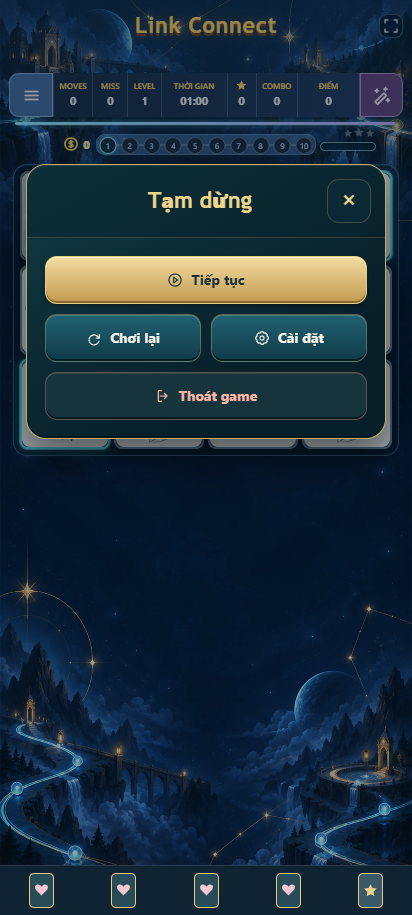 Link Connect
MOVES MISS LEVEL THỜI GIAN COMBO ĐIỂM
0 0 1 01:00 0 0 0
0 1 2 3 4 5 6 7 8 9 10
Tạm dừng
Tiếp tục
Chơi lại Cài đặt
Thoát game